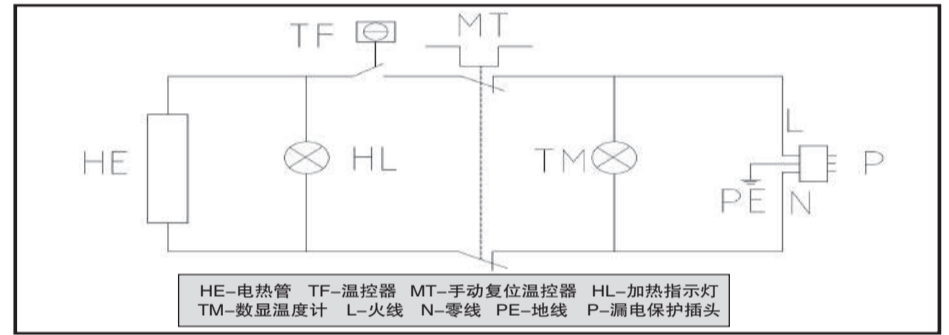 TF
MT
HE
HL
TM
L
P
PE
N
HE–电热管 TF–温控器 MT–手动复位温控器 HL–加热指示灯
TM–数显温度计 L–火线 N–零线 PE–地线 P–漏电保护插头